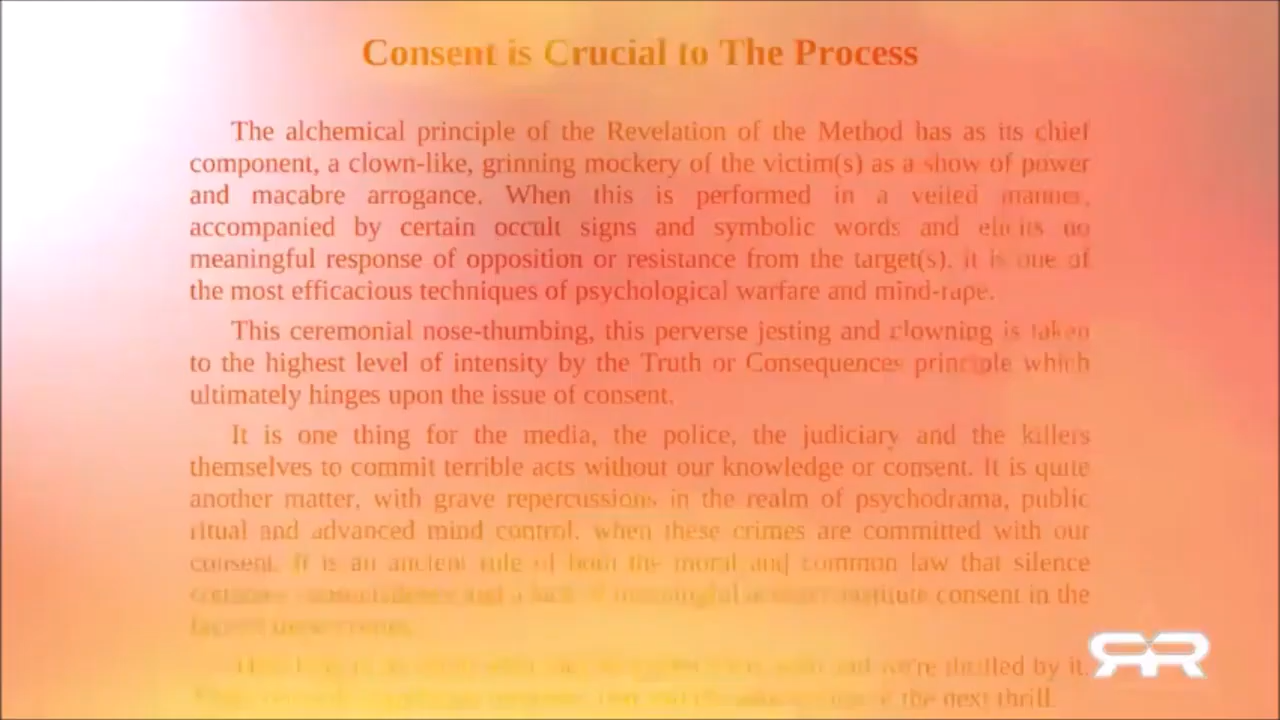 Consent is Crucial to The Process
The alchemical principle of the Revelation of the Method has as its chief
component, a clown-like, grinning mockery of the victim(s) as a show of power
and macabre arrogance. When this is performed in a veiled manner,
accompanied by certain occult signs and symbolic words and elicits no
meaningful response of opposition or resistance from the target(s), it is one of
the most efficacious techniques of psychological warfare and mind-rape.
This ceremonial nose-thumbing, this perverse jesting and clowning is taken
to the highest level of intensity by the Truth or Consequences principle which
ultimately hinges upon the issue of consent.
It is one thing for the media, the police, the judiciary and the killers
themselves to commit terrible acts without our knowledge or consent. It is quite
another matter, with grave repercussions in the realm of psychodrama, public
ritual and advanced mind control, when these crimes are committed with our
consent. It is an ancient rule of both the moral and common law that silence
and a lack of meaningful constitute consent in the
and we're thrilled by it.
the next thrill.
RR